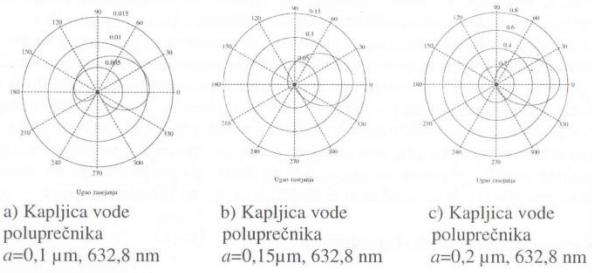 90 0.015
120 60
0.01
150 30
0.005
180 0
210 330
240 300
270
Ugao rasejanja
a) Kapljica vode
poluprečnika
a=0,1 µm, 632,8 nm
90 0.15
120 60
0.1
150 30
0.05
180 0
210 330
240 300
270
Ugao rasejanja
b) Kapljica vode
poluprečnika
a=0,15µm, 632,8 nm
90 0.8
120 60
0.6
150 0.4 30
180 0
210 330
240 300
270
Ugao rasejanja
c) Kapljica vode
poluprečnika
a=0,2 µm, 632,8 nm